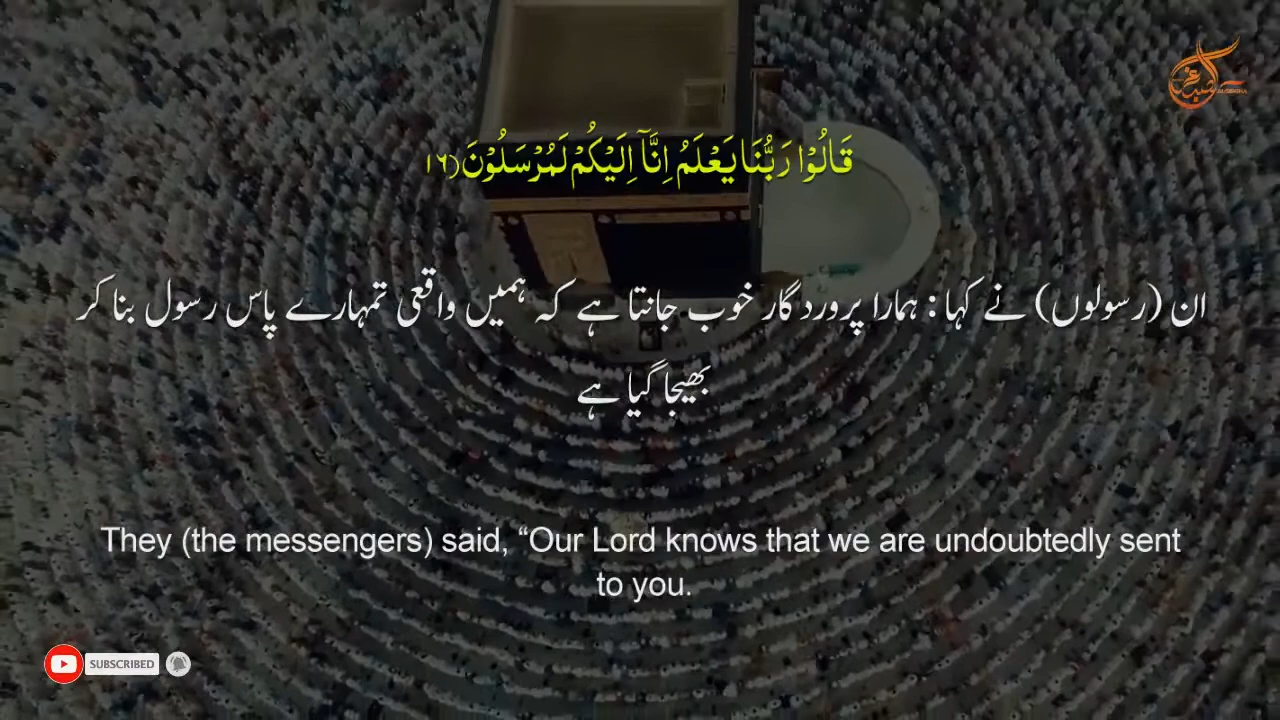 قَالُوْا رَبُّنَا يَعْلَمُ اِنَّاۤ اِلَيْكُمْ لَمُرْسَلُوْنَ(۱۶
ان (رسولوں) نے کہا: ہمارا پروردگار خوب جانتا ہے کہ ہمیں واقعی تمہارے پاس رسول بنا کر
بھیجا گیا ہے
They (the messengers) said, “Our Lord knows that we are undoubtedly sent
to you.
SUBSCRIBED